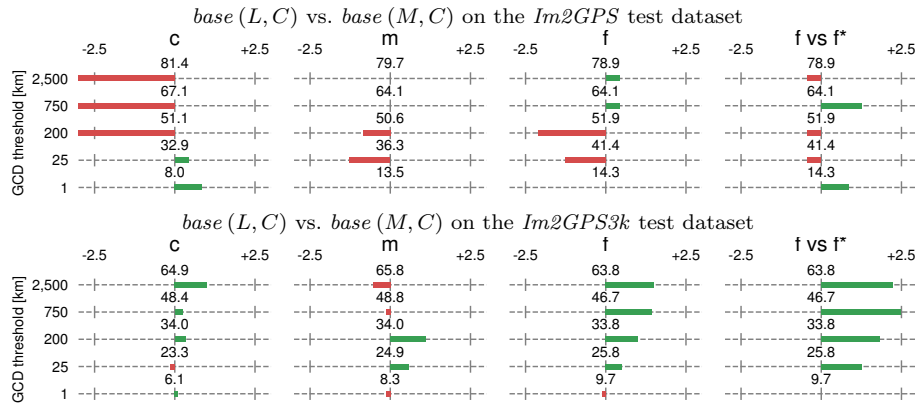 base (L, C) vs. base (M, C) on the Im2GPS test dataset
c m f f vs f*
-2.5 +2.5 -2.5 +2.5 -2.5 +2.5 -2.5 +2.5
81.4 79.7 78.9 78.9
2,500
67.1 64.1 64.1 64.1
750
51.1 50.6 51.9 51.9
200
32.9 36.3 41.4 41.4
25
8.0 13.5 14.3 14.3
1
GCD threshold [km]
base (L, C) vs. base (M, C) on the Im2GPS3k test dataset
c m f f vs f*
-2.5 +2.5 -2.5 +2.5 -2.5 +2.5 -2.5 +2.5
64.9 65.8 63.8 63.8
2,500
48.4 48.8 46.7 46.7
750
34.0 34.0 33.8 33.8
200
23.3 24.9 25.8 25.8
25
6.1 8.3 9.7 9.7
1
GCD threshold [km]